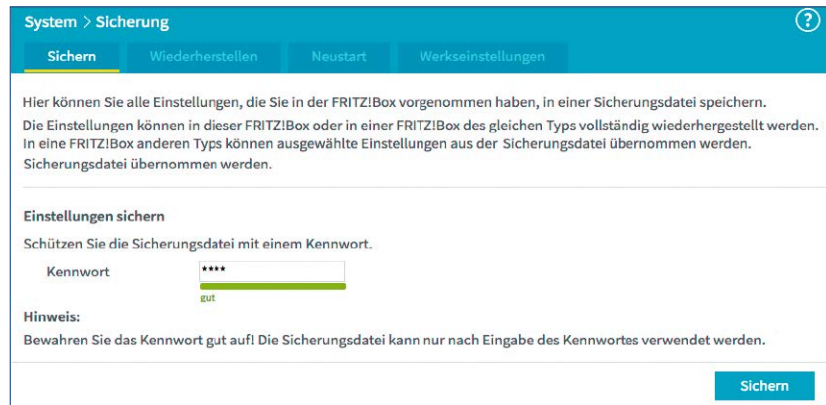 System > Sicherung
?
Sichern
Wiederherstellen
Neustart
Werkseinstellungen
Hier können Sie alle Einstellungen, die Sie in der FRITZ!Box vorgenommen haben, in einer Sicherungsdatei speichern.
Die Einstellungen können in dieser FRITZ!Box oder in einer FRITZ!Box des gleichen Typs vollständig wiederhergestellt werden.
In eine FRITZ!Box anderen Typs können ausgewählte Einstellungen aus der Sicherungsdatei übernommen werden.
Sicherungsdatei übernommen werden.
Einstellungen sichern
Schützen Sie die Sicherungsdatei mit einem Kennwort.
Kennwort ****
gut
Hinweis:
Bewahren Sie das Kennwort gut auf! Die Sicherungsdatei kann nur nach Eingabe des Kennwortes verwendet werden.
Sichern